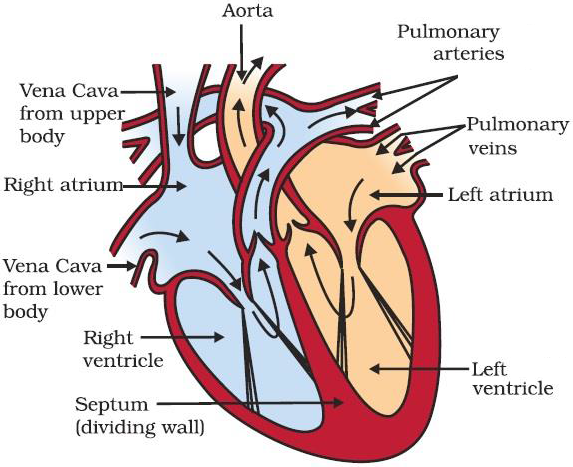 Aorta
Pulmonary
arteries
Vena Cava
from upper
body
Pulmonary
veins
Right atrium
Left atrium
Vena Cava
from lower
body
Right
ventricle
Left
ventricle
Septum
(dividing wall)